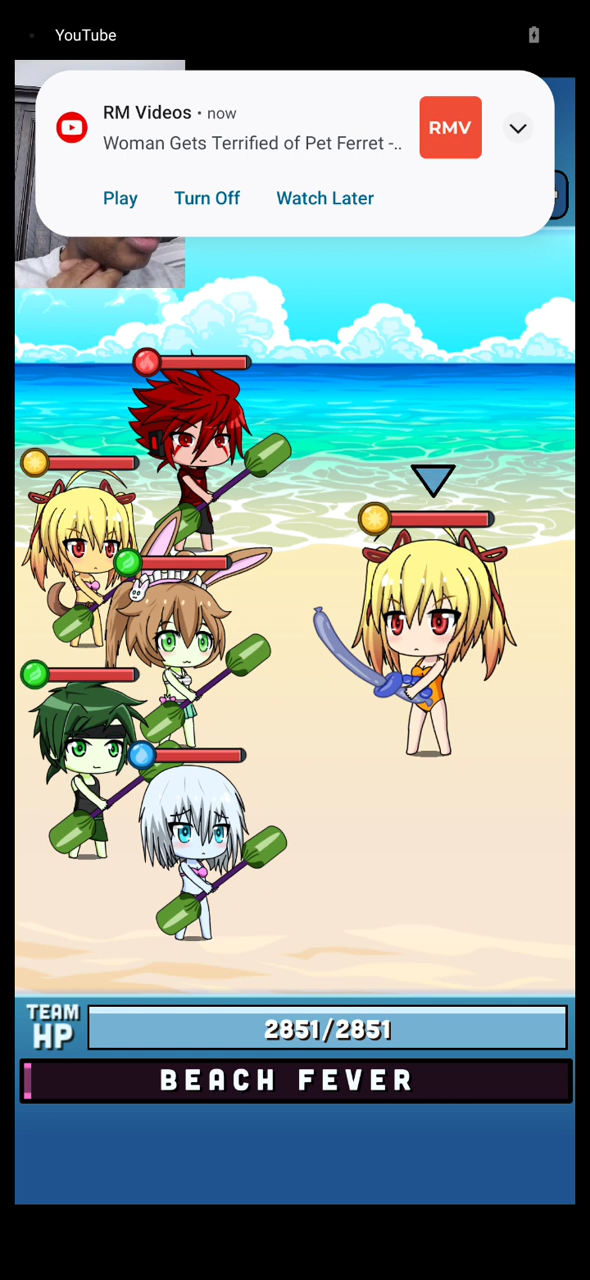 YouTube
RM Videos • now
Woman Gets Terrified of Pet Ferret -..
RMV
Play Turn Off Watch Later
TEAM
HP
2851/2851
BEACH FEVER